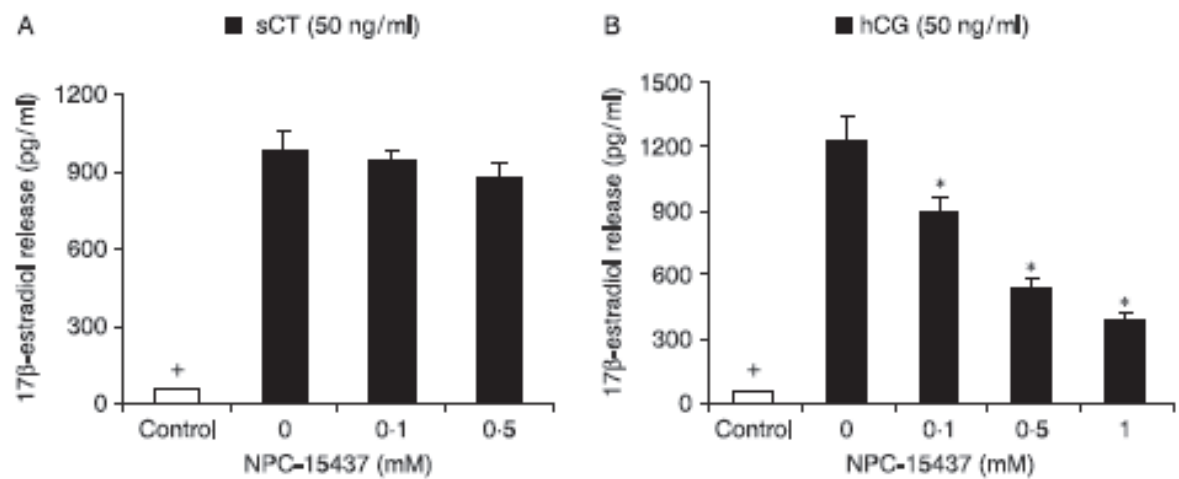 A
■ sCT (50 ng/ml)
17β-estradiol release (pg/ml)
1200
900
600
300
0
+
Control 0 0·1 0·5
NPC-15437 (mM)
B
■ hCG (50 ng/ml)
17β-estradiol release (pg/ml)
1500
1200
900
600
300
0
+
*
*
*
Control 0 0·1 0·5 1
NPC-15437 (mM)